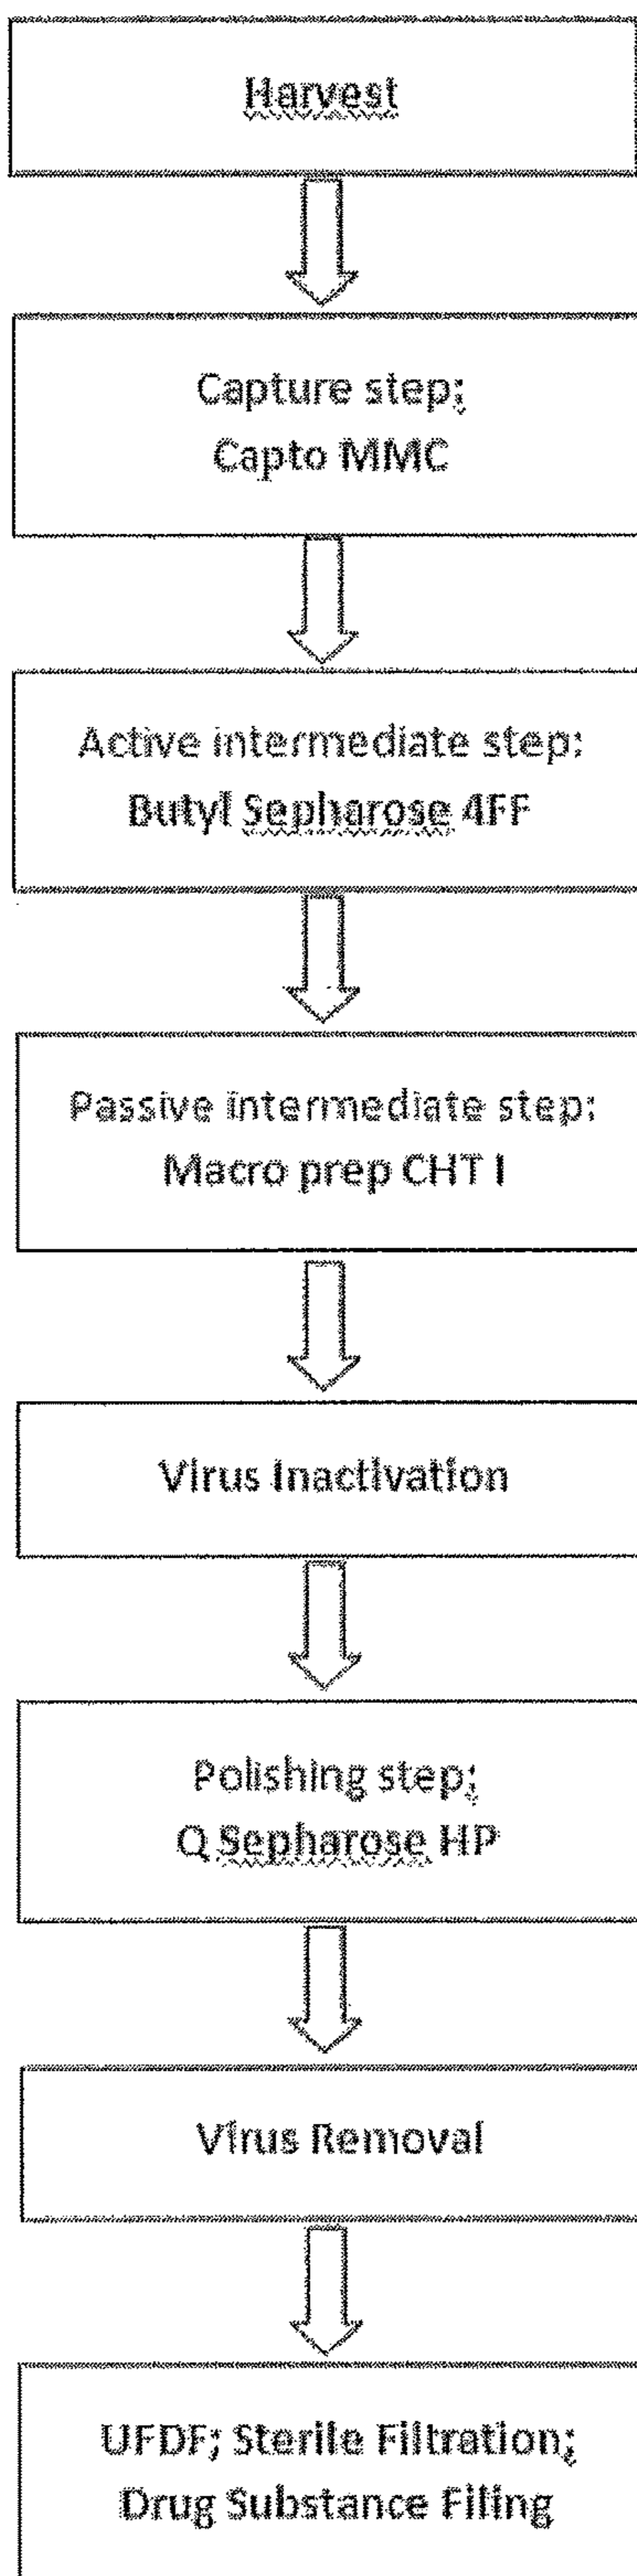 Harvest
Capture step:
Capto MMC
Active intermediate step:
Butyl Sepharose 4FF
Passive intermediate step:
Macro prep CHT I
Virus Inactivation
Polishing step:
Q Sepharose HP
Virus Removal
UFDF; Sterile Filtration;
Drug Substance Filing